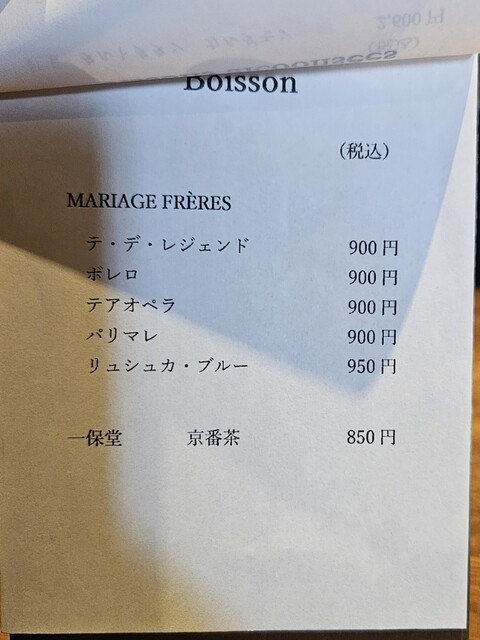 Boisson
(税込)
MARIAGE FRÈRES
テ・デ・レジェンド 900円
ボレロ 900円
テアオペラ 900円
パリマレ 900円
リュシュカ・ブルー 950円
一保堂 京番茶 850円